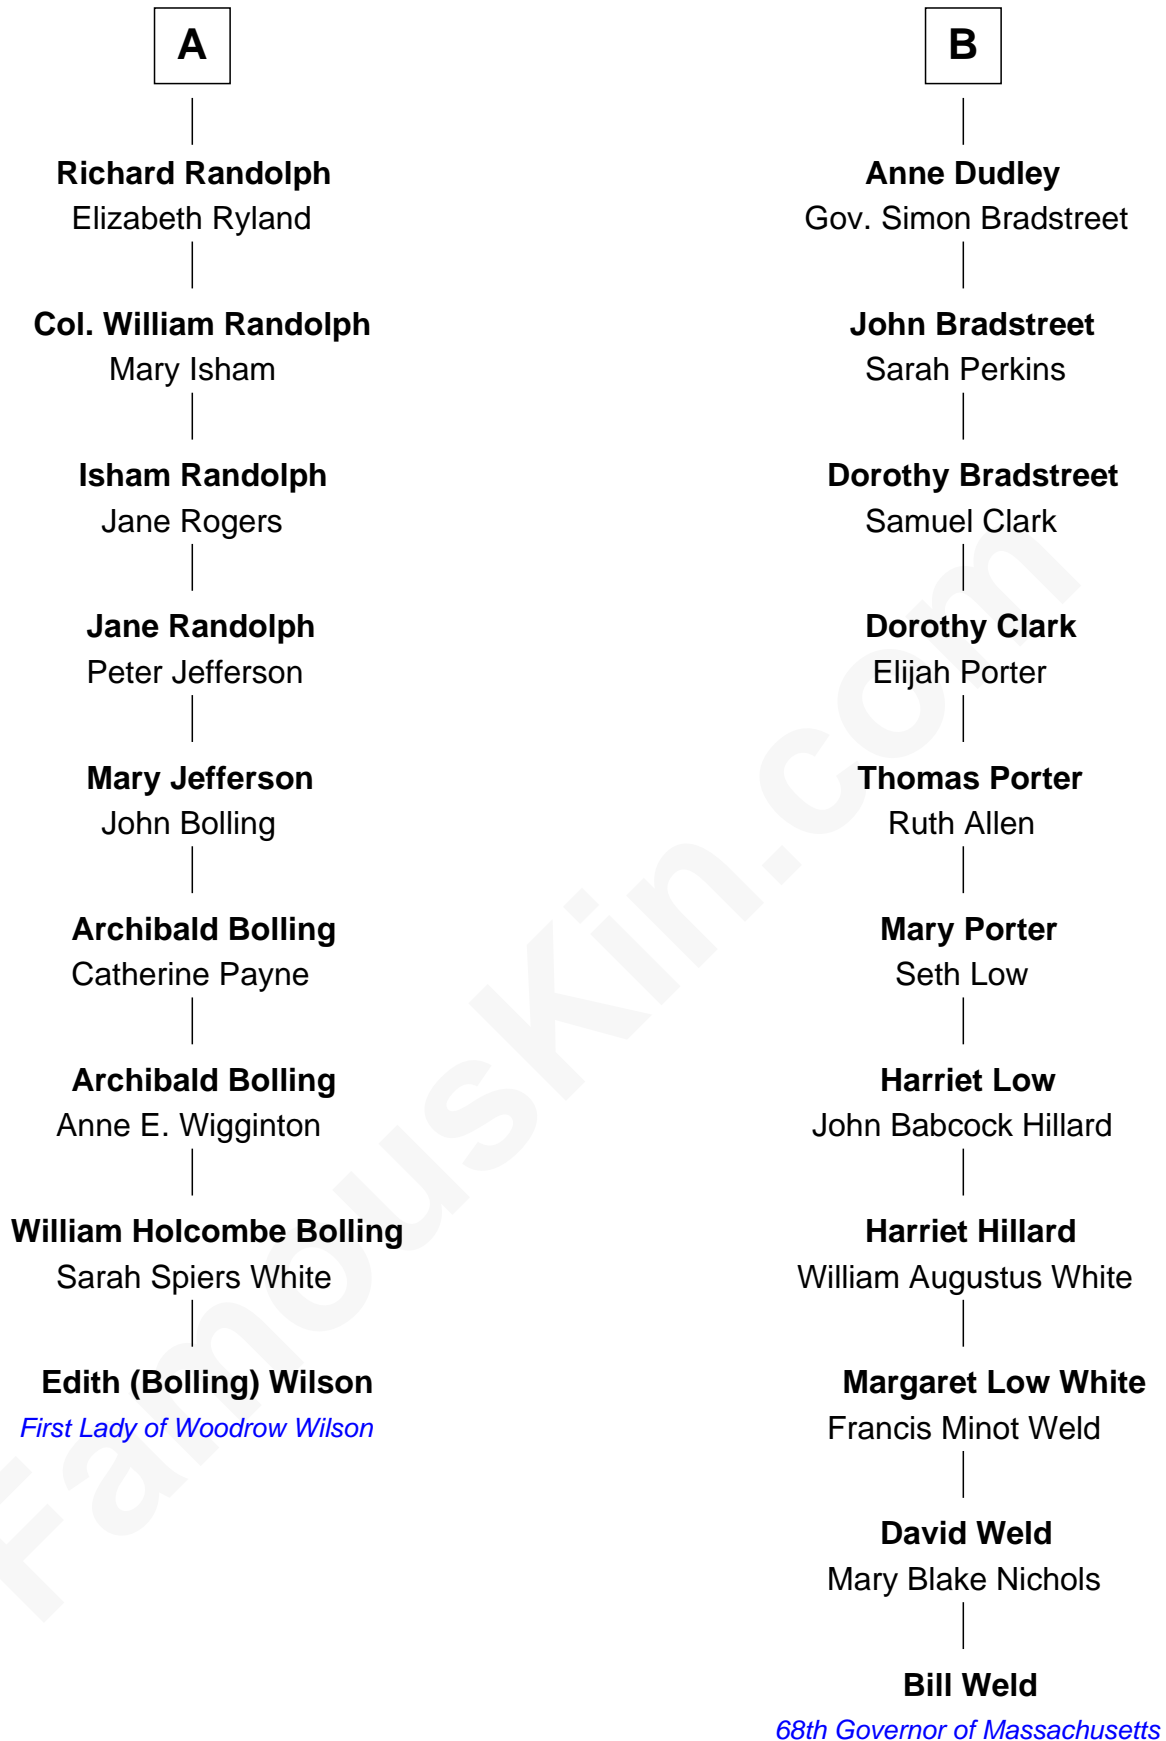 A
Richard Randolph
Elizabeth Ryland
Col. William Randolph
Mary Isham
Isham Randolph
Jane Rogers
Jane Randolph
Peter Jefferson
Mary Jefferson
John Bolling
Archibald Bolling
Catherine Payne
Archibald Bolling
Anne E. Wigginton
William Holcombe Bolling
Sarah Spiers White
Edith (Bolling) Wilson
First Lady of Woodrow Wilson
B
Anne Dudley
Gov. Simon Bradstreet
John Bradstreet
Sarah Perkins
Dorothy Bradstreet
Samuel Clark
Dorothy Clark
Elijah Porter
Thomas Porter
Ruth Allen
Mary Porter
Seth Low
Harriet Low
John Babcock Hillard
Harriet Hillard
William Augustus White
Margaret Low White
Francis Minot Weld
David Weld
Mary Blake Nichols
Bill Weld
68th Governor of Massachusetts
FamousKin.com